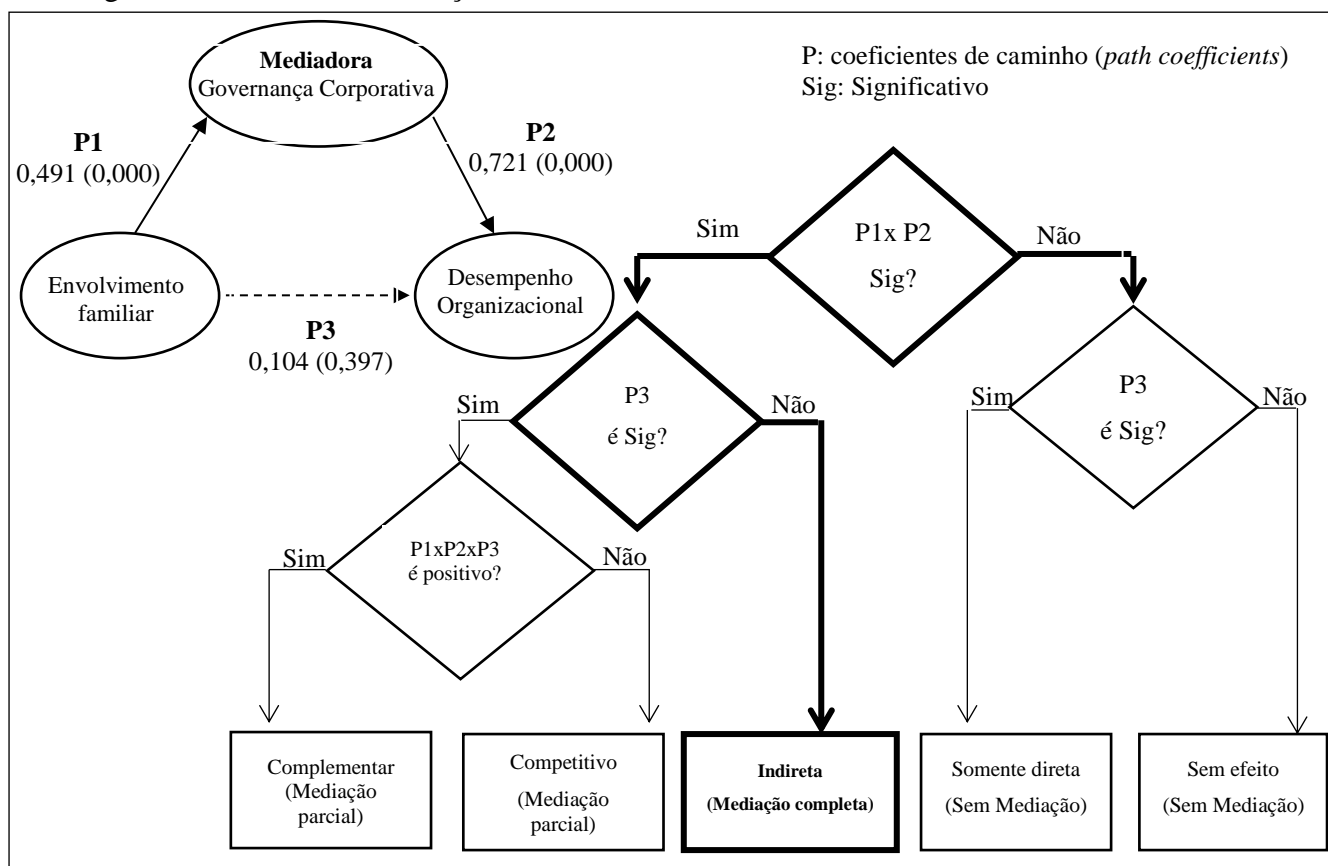 Mediadora
Governança Corporativa
P: coeficientes de caminho (path coefficients)
Sig: Significativo
P1
0,491 (0,000)
P2
0,721 (0,000)
Envolvimento
familiar
Desempenho
Organizacional
P3
0,104 (0,397)
Sim
P1x P2
Sig?
Não
Sim
P3
é Sig?
Não
Sim
P3
é Sig?
Não
Sim
P1xP2xP3
é positivo?
Não
Complementar
(Mediação
parcial)
Competitivo
(Mediação
parcial)
Indireta
(Mediação completa)
Somente direta
(Sem Mediação)
Sem efeito
(Sem Mediação)